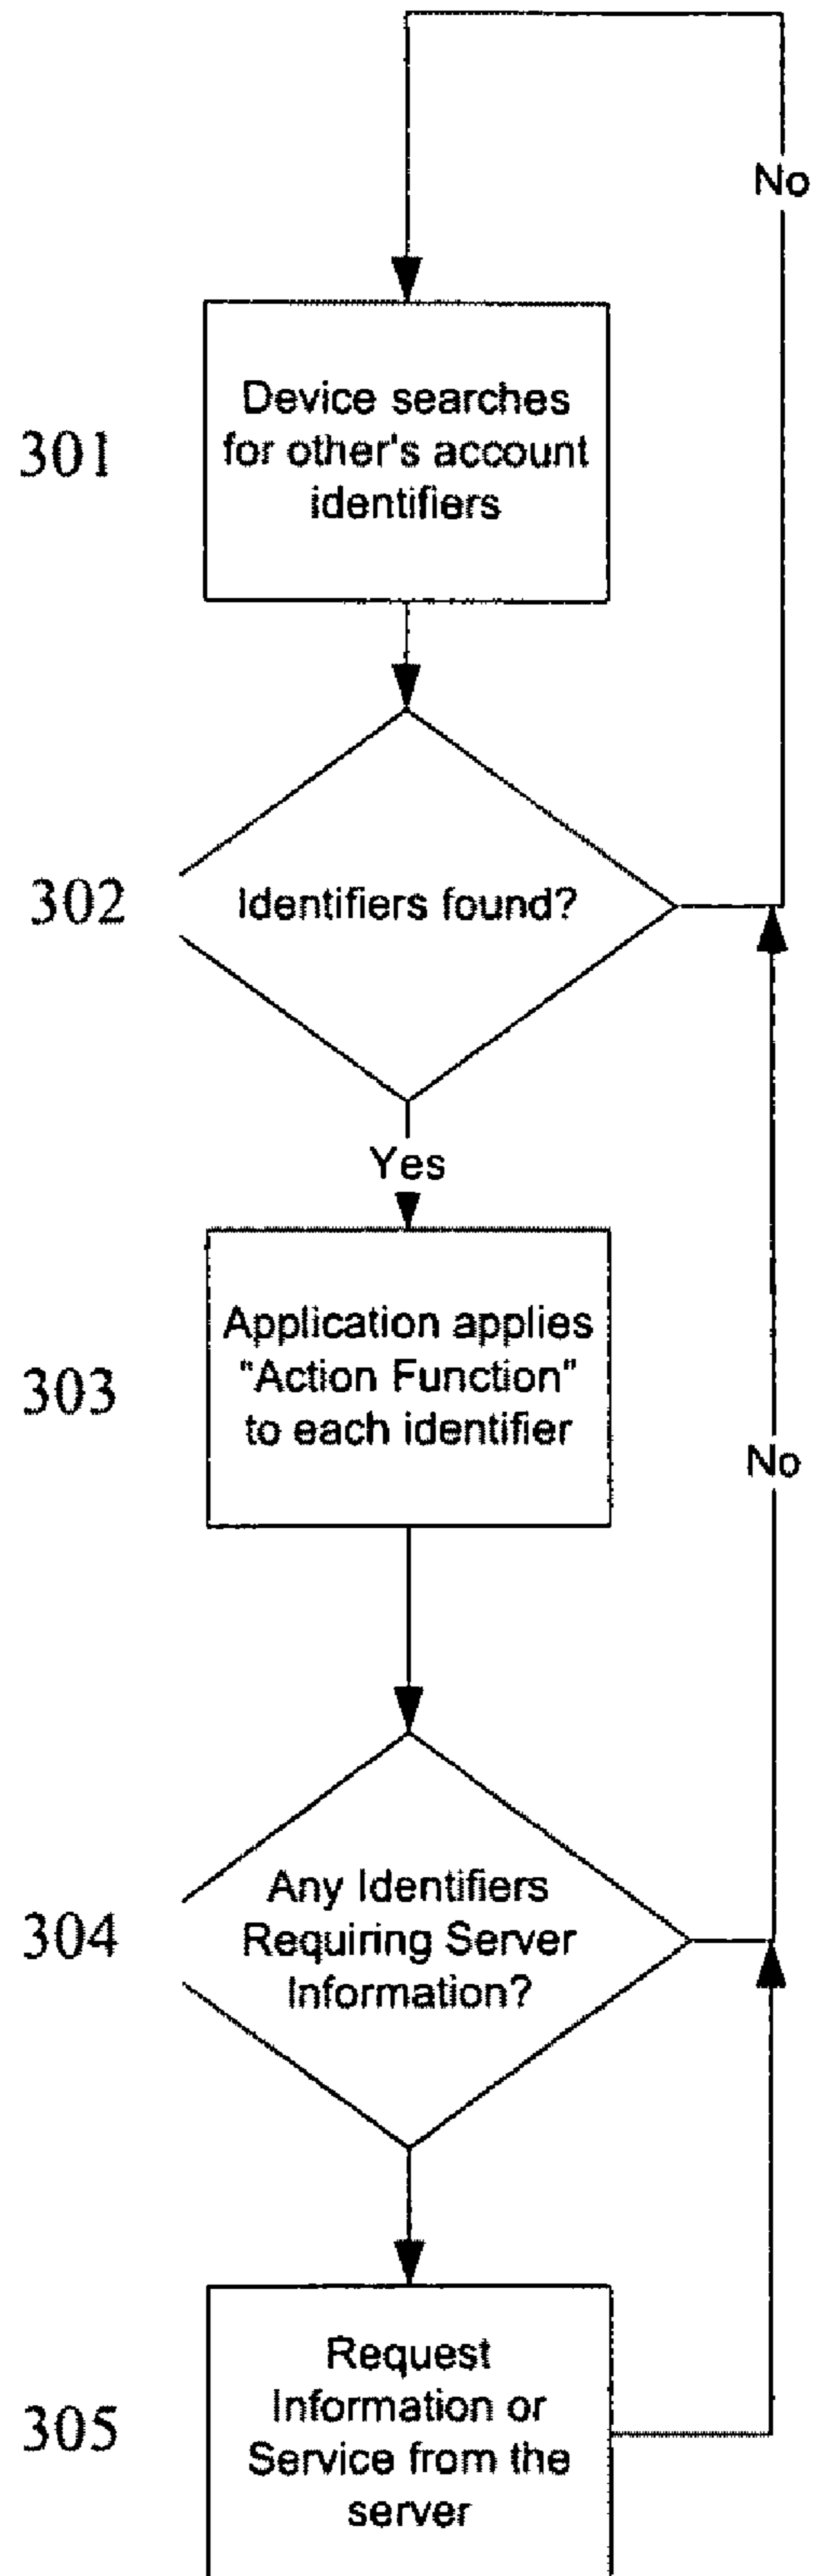 No
301
Device searches
for other's account
identifiers
302
Identifiers found?
Yes
303
Application applies
"Action Function"
to each identifier
No
304
Any Identifiers
Requiring Server
Information?
305
Request
Information or
Service from the
server